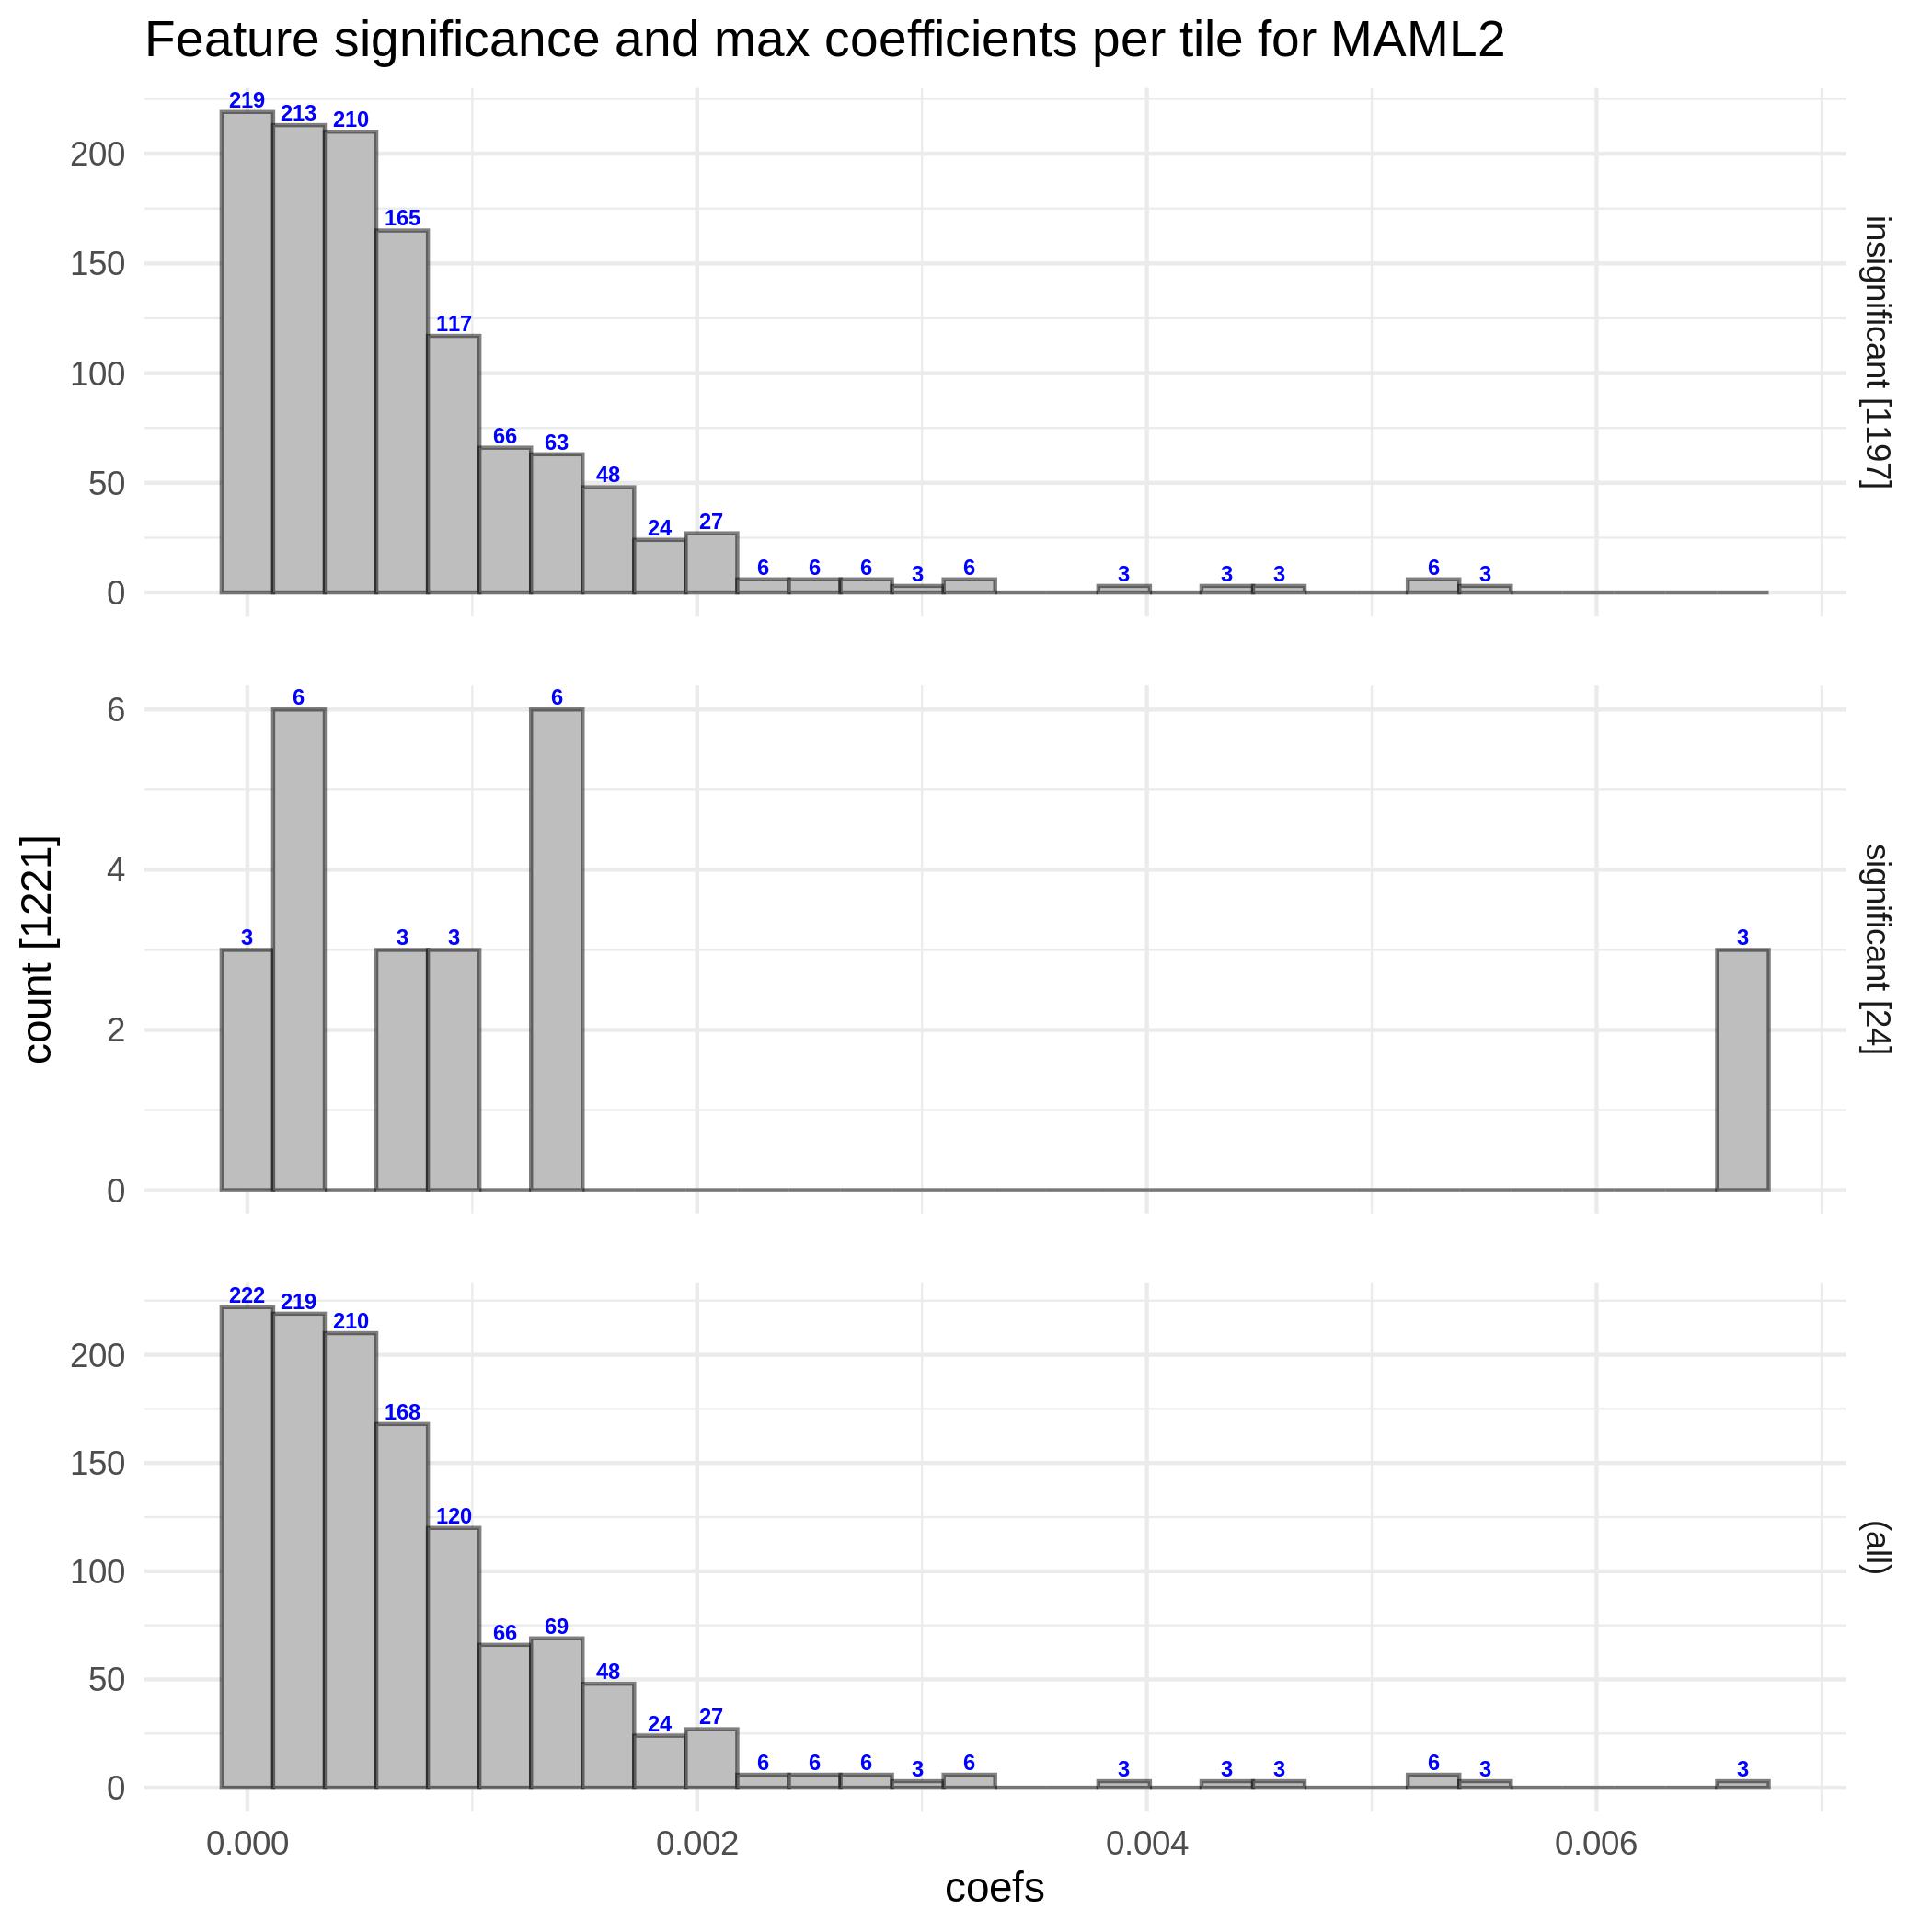 Feature significance and max coefficients per tile for MAML2
219 213 210 165 117 66 63 48 24 27 6 6 6 3 6 3 3 3 6 3
200
150
100
50
0
insignificant [1197]
6 6
3 3 3 3
6
4
2
0
significant [24]
count [1221]
222 219 210 168 120 66 69 48 24 27 6 6 6 3 6 3 3 3 6 3 3
200
150
100
50
0
(all)
0.000 0.002 0.004 0.006
coefs